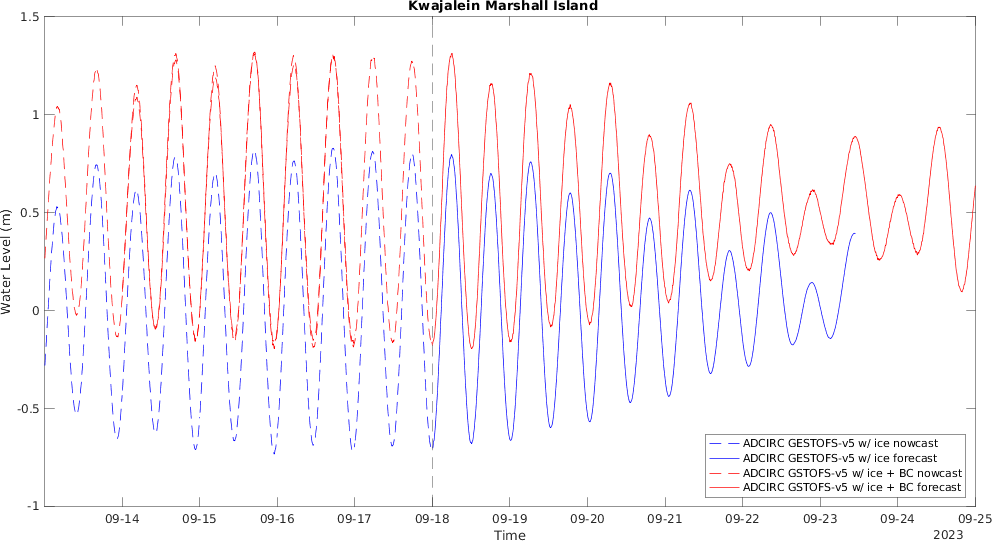 Kwajalein Marshall Island
1.5
1
0.5
0
-0.5
-1
Water Level (m)
09-14
09-15
09-16
09-17
09-18
09-19
09-20
09-21
09-22
09-23
09-24
09-25
Time
2023
ADCIRC GESTOFS-v5 w/ ice nowcast
ADCIRC GESTOFS-v5 w/ ice forecast
ADCIRC GSTOFS-v5 w/ ice + BC nowcast
ADCIRC GSTOFS-v5 w/ ice + BC forecast